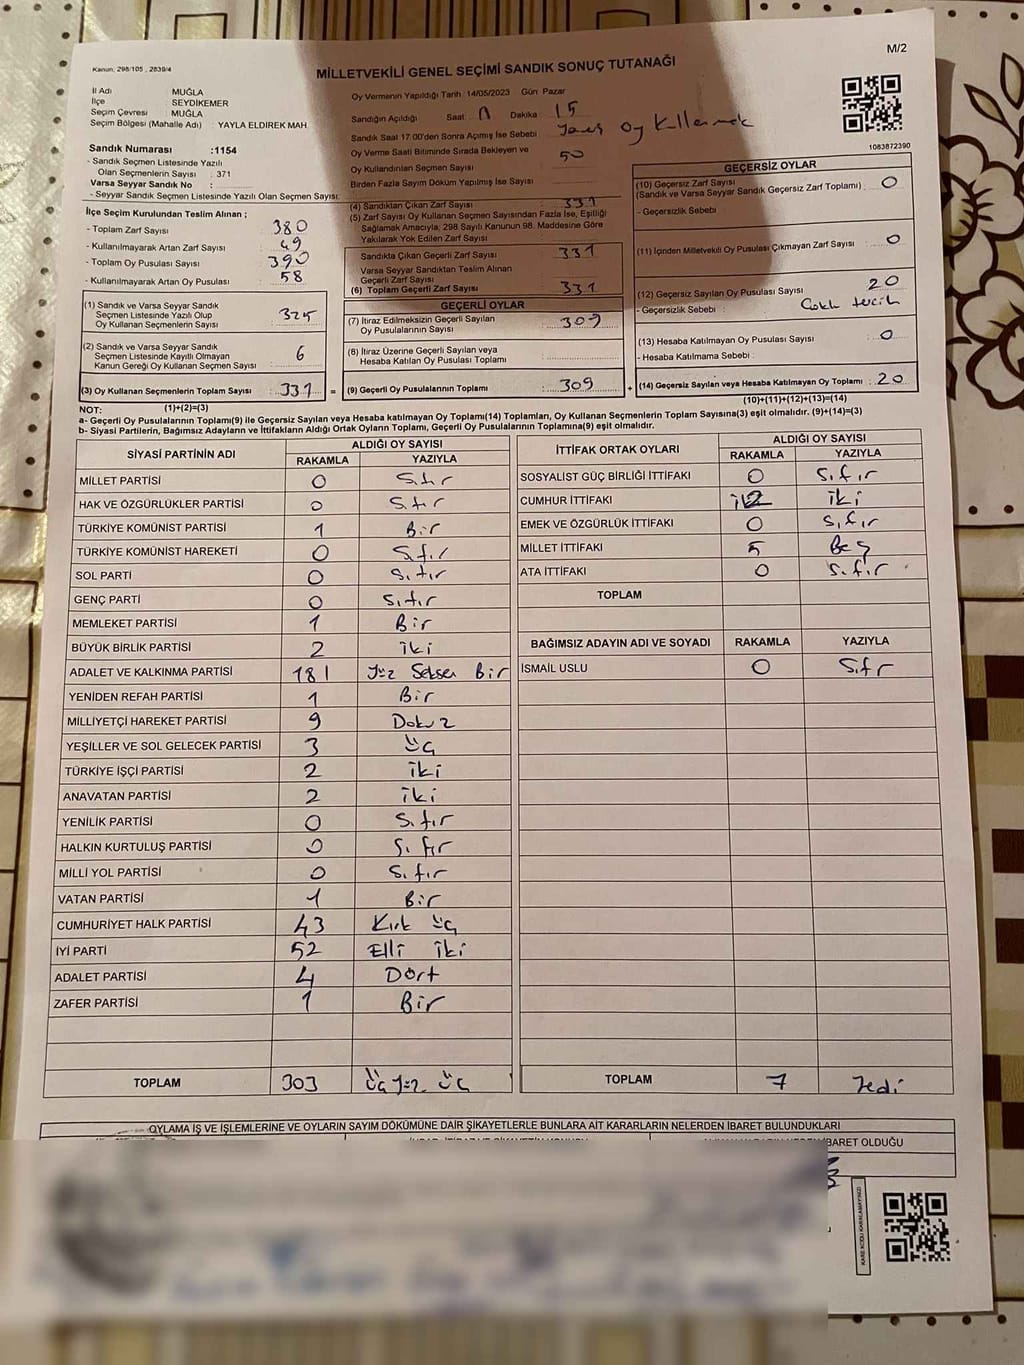 M/2
Kanun, 298/105 , 2839/4
MİLLETVEKİLİ GENEL SEÇİMİ SANDIK SONUÇ TUTANAĞI
İl Adı : MUĞLA
İlçe : SEYDİKEMER
Seçim Çevresi : MUĞLA
Seçim Bölgesi (Mahalle Adı) : YAYLA ELDIREK MAH.
Sandık Numarası :1154
- Sandık Seçmen Listesinde Yazılı
Olan Seçmenlerin Sayısı : 371
Varsa Seyyar Sandık No :
- Seyyar Sandık Seçmen Listesinde Yazılı Olan Seçmen Sayısı:
İlçe Seçim Kurulundan Teslim Alınan ;
- Toplam Zarf Sayısı : 380
- Kullanılmayarak Artan Zarf Sayısı : 49
- Toplam Oy Pusulası Sayısı : 390
- Kullanılmayarak Artan Oy Pusulası : 58
(1) Sandık ve Varsa Seyyar Sandık
Seçmen Listesinde Yazılı Olup
Oy Kullanan Seçmenlerin Sayısı : 325
(2) Sandık ve Varsa Seyyar Sandık
Seçmen Listesinde Kayıtlı Olmayan
Kanun Gereği Oy Kullanan Seçmen Sayısı : 6
(3) Oy Kullanan Seçmenlerin Toplam Sayısı : 331
Oy Vermenin Yapıldığı Tarih :14/05/2023 Gün Pazar
Sandığın Açıldığı Saat Dakika 15
Sandık Saat 17.00'den Sonra Açmış İse Sebebi Oy
Oy Verme Saati Bitiminde Sırada Bekleyen ve
Oy Kullandırılan Seçmen Sayısı : 50
Birden Fazla Sayım Döküm Yapılmış İse Sayısı
(4) Sandıktan Çıkan Zarf Sayısı : 331
(5) Zarf Sayısı Oy Kullanan Seçmen Sayısından Fazla İse, Eşitliği
Sağlamak Amacıyla, 298 Sayılı Kanunun 98. Maddesine Göre
Yakılarak Yok Edilen Zarf Sayısı :
Sandıkta Çıkan Geçerli Zarf Sayısı : 331
Varsa Seyyar Sandıktan Teslim Alınan
Geçerli Zarf Sayısı :
(6) Toplam Geçerli Zarf Sayısı : 331
GEÇERLİ OYLAR
(7) İtiraz Edilmeksizin Geçerli Sayılan
Oy Pusulalarının Sayısı : 309
(8) İtiraz Üzerine Geçerli Sayılan veya
Hesaba Katılan Oy Pusulası Toplamı :
= (9) Geçerli Oy Pusulalarının Toplamı : 309
1083872390
GEÇERSİZ OYLAR
(10) Geçersiz Zarf Sayısı : 0
(Sandık ve Varsa Seyyar Sandık Geçersiz Zarf Toplamı)
- Geçersizlik Sebebi :
(11) İçinden Milletvekili Oy Pusulası Çıkmayan Zarf Sayısı : 0
(12) Geçersiz Sayılan Oy Pusulası Sayısı : 20
- Geçersizlik Sebebi : Çoklu tercih
(13) Hesaba Katılmayan Oy Pusulası Sayısı : 0
- Hesaba Katılmama Sebebi :
+ (14) Geçersiz Sayılan veya Hesaba Katılmayan Oy Toplamı : 20
NOT: (1)+(2)=(3) (10)+(11)+(12)+(13)=(14)
a- Geçerli Oy Pusulalarının Toplamı(9) ile Geçersiz Sayılan veya Hesaba katılmayan Oy Toplamı(14) Toplamları, Oy Kullanan Seçmenlerin Toplam Sayısına(3) eşit olmalıdır. (9)+(14)=(3)
b- Siyasi Partilerin, Bağımsız Adayların ve İttifakların Aldığı Ortak Oyların Toplamı, Geçerli Oy Pusulalarının Toplamına(9) eşit olmalıdır.
SİYASİ PARTİNİN ADI ALDIĞI OY SAYISI
RAKAMLA YAZIYLA
MİLLET PARTİSİ 0 Sıfır
HAK VE ÖZGÜRLÜKLER PARTİSİ 0 Sıfır
TÜRKİYE KOMÜNİST PARTİSİ 1 Bir
TÜRKİYE KOMÜNİST HAREKETİ 0 Sıfır
SOL PARTİ 0 Sıfır
GENÇ PARTİ 0 Sıfır
MEMLEKET PARTİSİ 1 Bir
BÜYÜK BİRLİK PARTİSİ 2 iki
ADALET VE KALKINMA PARTİSİ 181 Yüz Seksen Bir
YENİDEN REFAH PARTİSİ 1 Bir
MİLLİYETÇİ HAREKET PARTİSİ 9 Dokuz
YEŞİLLER VE SOL GELECEK PARTİSİ 3 üç
TÜRKİYE İŞÇİ PARTİSİ 2 iki
ANAVATAN PARTİSİ 2 iki
YENİLİK PARTİSİ 0 Sıfır
HALKIN KURTULUŞ PARTİSİ 0 Sıfır
MİLLİ YOL PARTİSİ 0 Sıfır
VATAN PARTİSİ 1 Bir
CUMHURİYET HALK PARTİSİ 43 Kırk üç
İYİ PARTİ 52 Elli iki
ADALET PARTİSİ 4 Dört
ZAFER PARTİSİ 1 Bir
TOPLAM 303 üç yüz üç
İTTİFAK ORTAK OYLARI ALDIĞI OY SAYISI
RAKAMLA YAZIYLA
SOSYALİST GÜÇ BİRLİĞİ İTTİFAKI 0 Sıfır
CUMHUR İTTİFAKI 2 iki
EMEK VE ÖZGÜRLÜK İTTİFAKI 0 Sıfır
MİLLET İTTİFAKI 5 Beş
ATA İTTİFAKI 0 Sıfır
TOPLAM
BAĞIMSIZ ADAYIN ADI VE SOYADI RAKAMLA YAZIYLA
İSMAİL USLU 0 Sıfır
TOPLAM 7 Yedi
OYLAMA İŞ VE İŞLEMLERİNE VE OYLARIN SAYIM DÖKÜMÜNE DAİR ŞİKAYETLERLE BUNLARA AİT KARARLARIN NELERDEN İBARET BULUNDUKLARI
İBARET OLDUĞU
KARE KODU KARALAMAYINIZ!